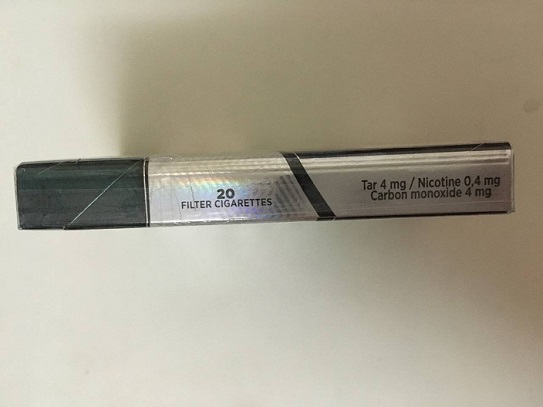 20
FILTER CIGARETTES
Tar 4 mg / Nicotine 0,4 mg
Carbon monoxide 4 mg